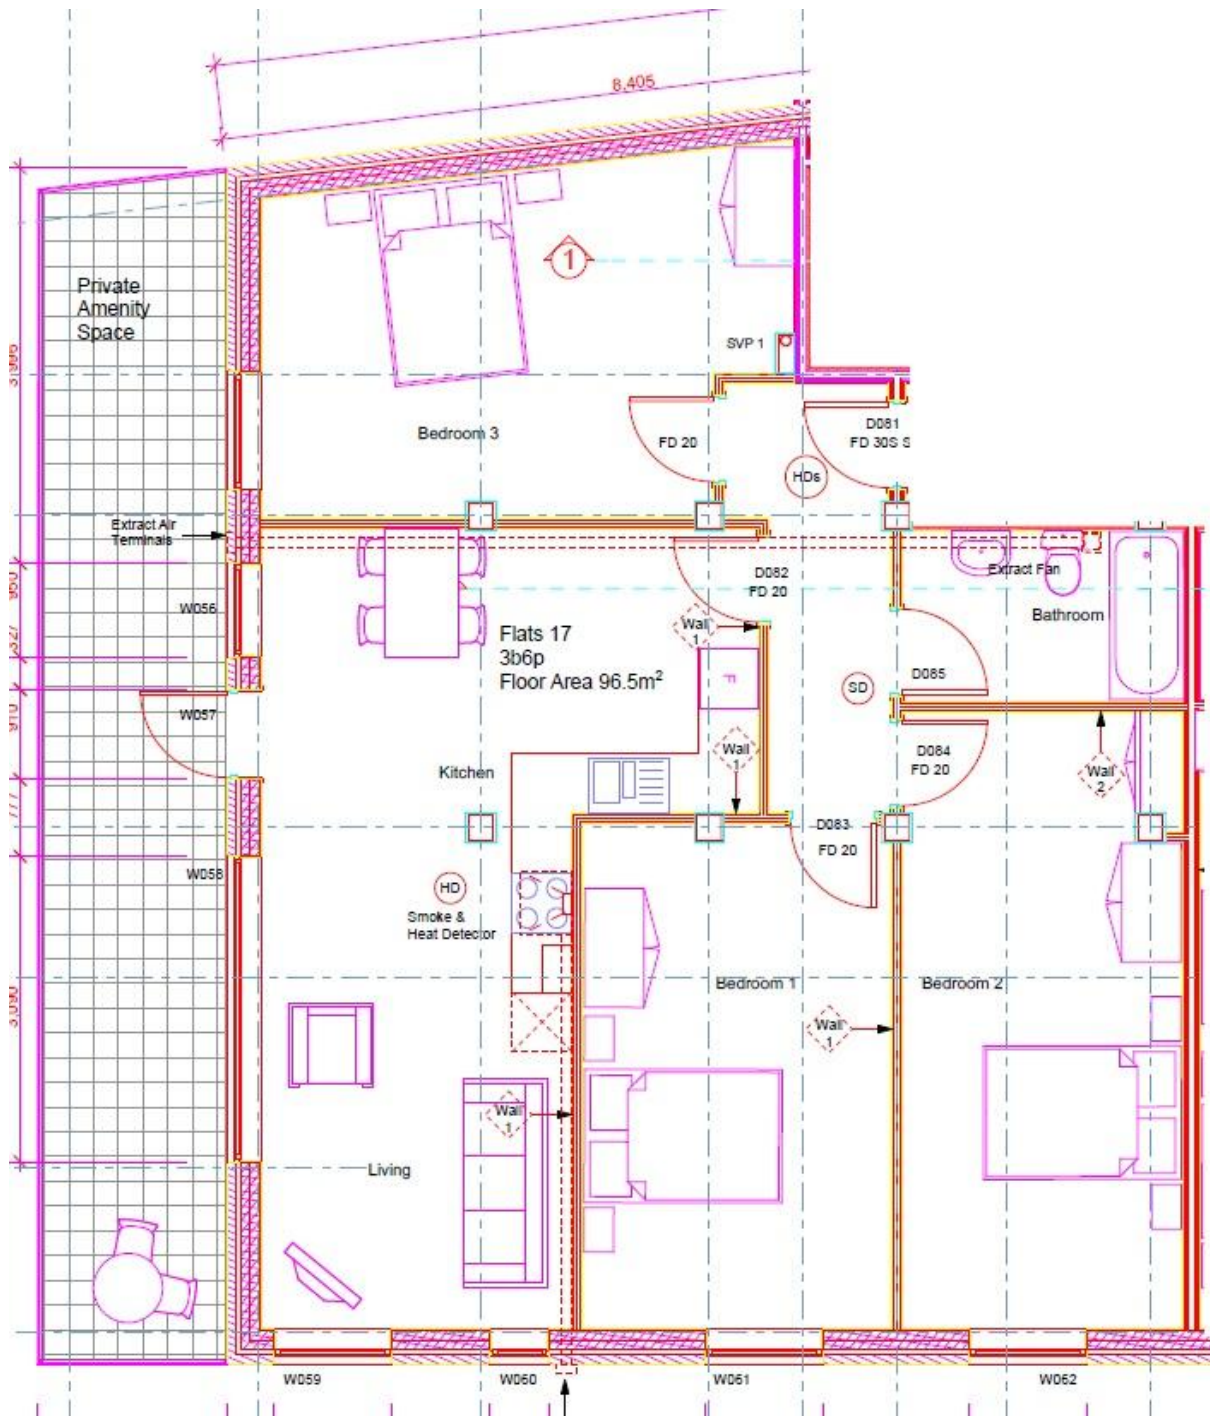 8.405
Private
Amenity
Space
1
SVP 1
Bedroom 3
FD 20
D081
FD 30S S
HDs
Extract Air
Terminals
D082
FD 20
Extract Fan
Bathroom
W056
Flats 17
3b6p
Floor Area 96.5m²
Wall
1
F
SD
D085
W057
910
Wall
1
D084
FD 20
Wall
2
Kitchen
777
D083
FD 20
W058
HD
Smoke &
Heat Detector
Bedroom 1
Bedroom 2
Wall
1
Wall
1
Living
W059
W060
W061
W062